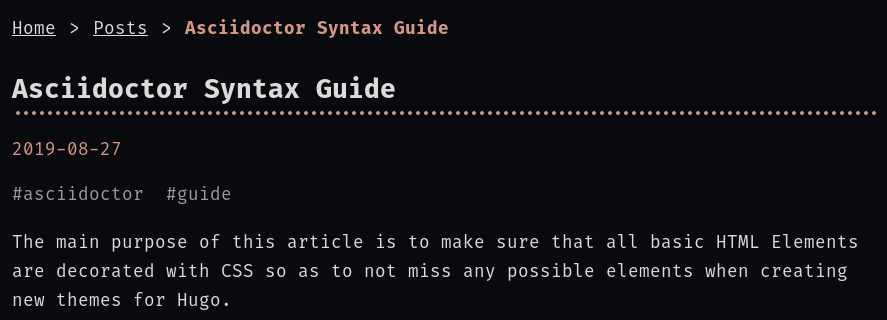 Home > Posts > Asciidoctor Syntax Guide
Asciidoctor Syntax Guide
2019-08-27
#asciidoctor #guide
The main purpose of this article is to make sure that all basic HTML Elements
are decorated with CSS so as to not miss any possible elements when creating
new themes for Hugo.